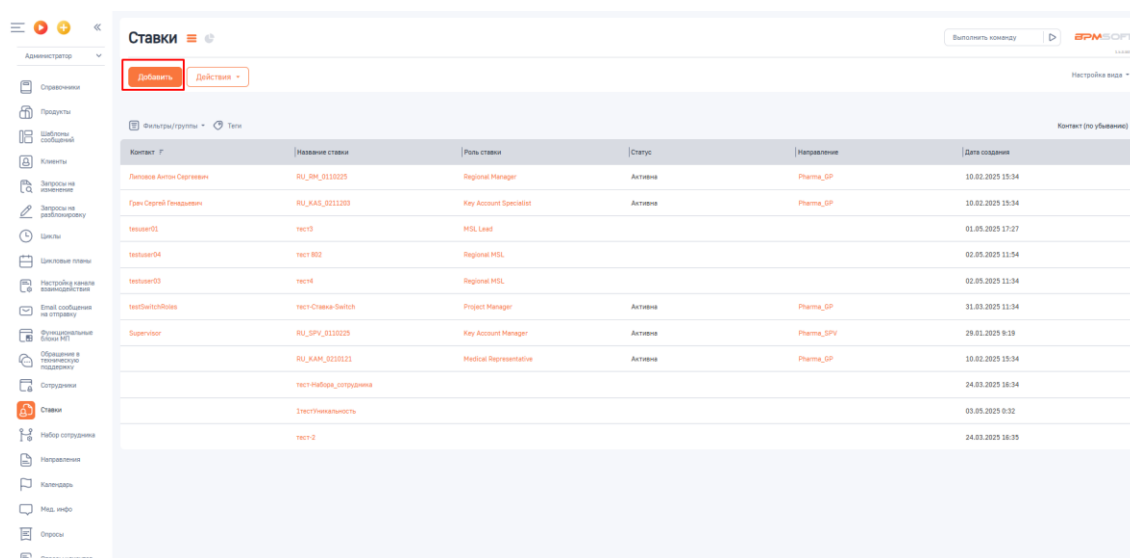 Ставки
Выполнить команду
BPMSOFT
Администратор
Добавить
Действия
Настройка вида
Справочники
Продукты
Шаблоны
сообщений
Клиенты
Запросы на
изменение
Запросы на
разблокировку
Циклы
Цикловые планы
Настройка канала
взаимодействия
Email сообщения
на отправку
Функциональные
блоки МП
Обращение в
техническую
поддержку
Сотрудники
Ставки
Набор сотрудника
Направления
Календарь
Мед. инфо
Опросы
Фильтры/группы Теги
Контакт (по убыванию)
Контакт Название ставки Роль ставки Статус Направление Дата создания
Липовов Антон Сергеевич RU_RM_0110225 Regional Manager Активна Pharma_GP 10.02.2025 15:34
Грач Сергей Генадьевич RU_KAS_0211203 Key Account Specialist Активна Pharma_GP 10.02.2025 15:34
tesuser01 тест3 MSL Lead 01.05.2025 17:27
testuser04 тест 802 Regional MSL 02.05.2025 11:54
testuser03 тест4 Regional MSL 02.05.2025 11:34
testSwitchRoles тест-Ставка-Switch Project Manager Активна Pharma_GP 31.03.2025 11:34
Supervisor RU_SPV_0110225 Key Account Manager Активна Pharma_SPV 29.01.2025 9:19
RU_KAM_0210121 Medical Representative Активна Pharma_GP 10.02.2025 15:34
тест-Набора_сотрудника 24.03.2025 16:34
1тестУникальность 03.05.2025 0:32
тест-2 24.03.2025 16:35